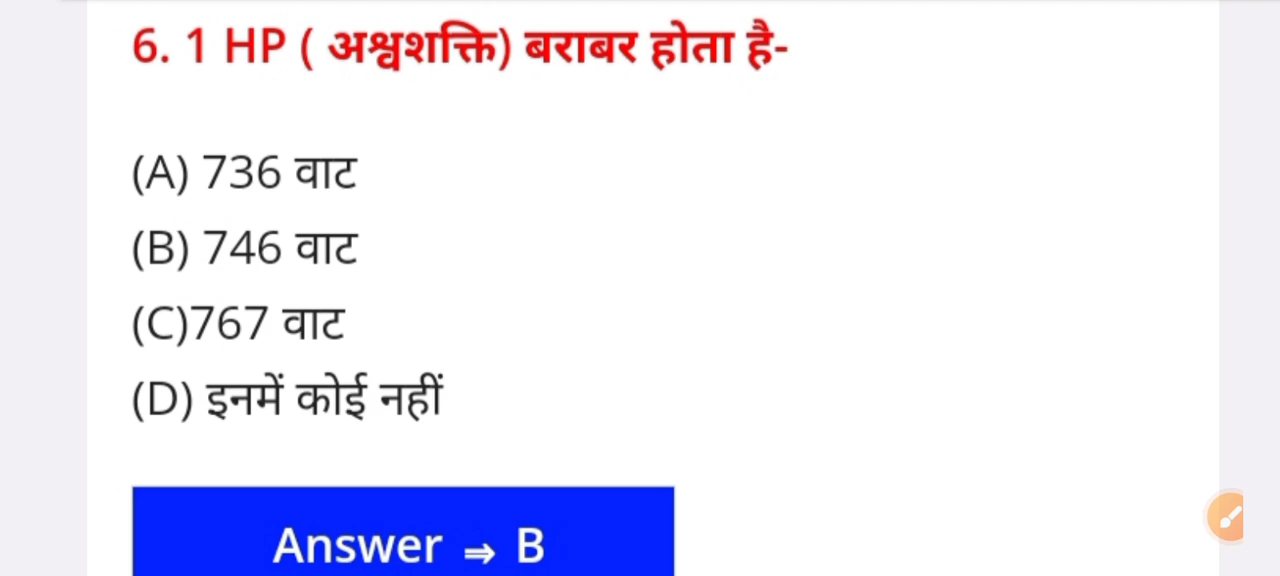 6. 1 HP ( अश्वशक्ति) बराबर होता है-
(A) 736 वाट
(B) 746 वाट
(C)767 वाट
(D) इनमें कोई नहीं
Answer ⇒ B